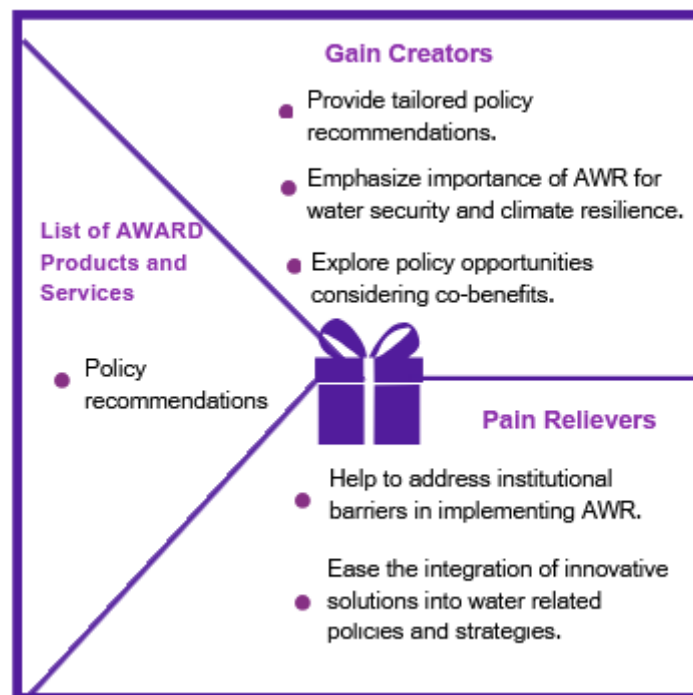 Gain Creators
Provide tailored policy
recommendations.
Emphasize importance of AWR for
water security and climate resilience.
Explore policy opportunities
considering co-benefits.
List of AWARD
Products and
Services
Policy
recommendations
Pain Relievers
Help to address institutional
barriers in implementing AWR.
Ease the integration of innovative
solutions into water related
policies and strategies.